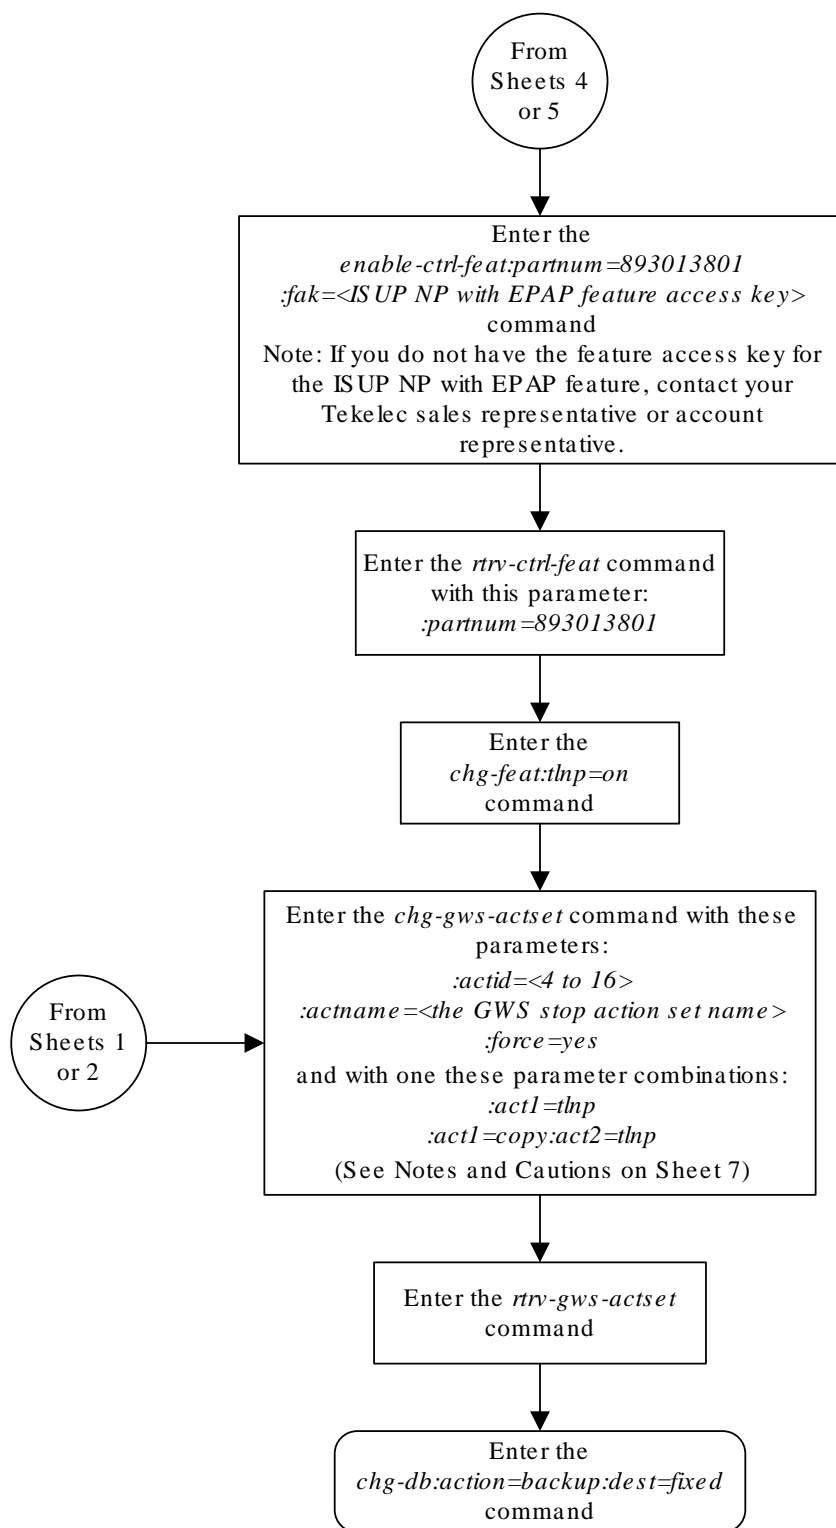 From
Sheets 4
or 5
Enter the
enable-ctrl-feat:partnum=893013801
:fak=<ISUP NP with EPAP feature access key>
command
Note: If you do not have the feature access key for
the ISUP NP with EPAP feature, contact your
Tekelec sales representative or account
representative.
Enter the rtrv-ctrl-feat command
with this parameter:
:partnum=893013801
Enter the
chg-feat:tlnp=on
command
Enter the chg-gws-actset command with these
parameters:
:actid=<4 to 16>
:actname=<the GWS stop action set name>
:force=yes
and with one these parameter combinations:
:act1=tlnp
:act1=copy:act2=tlnp
(See Notes and Cautions on Sheet 7)
From
Sheets 1
or 2
Enter the rtrv-gws-actset
command
Enter the
chg-db:action=backup:dest=fixed
command